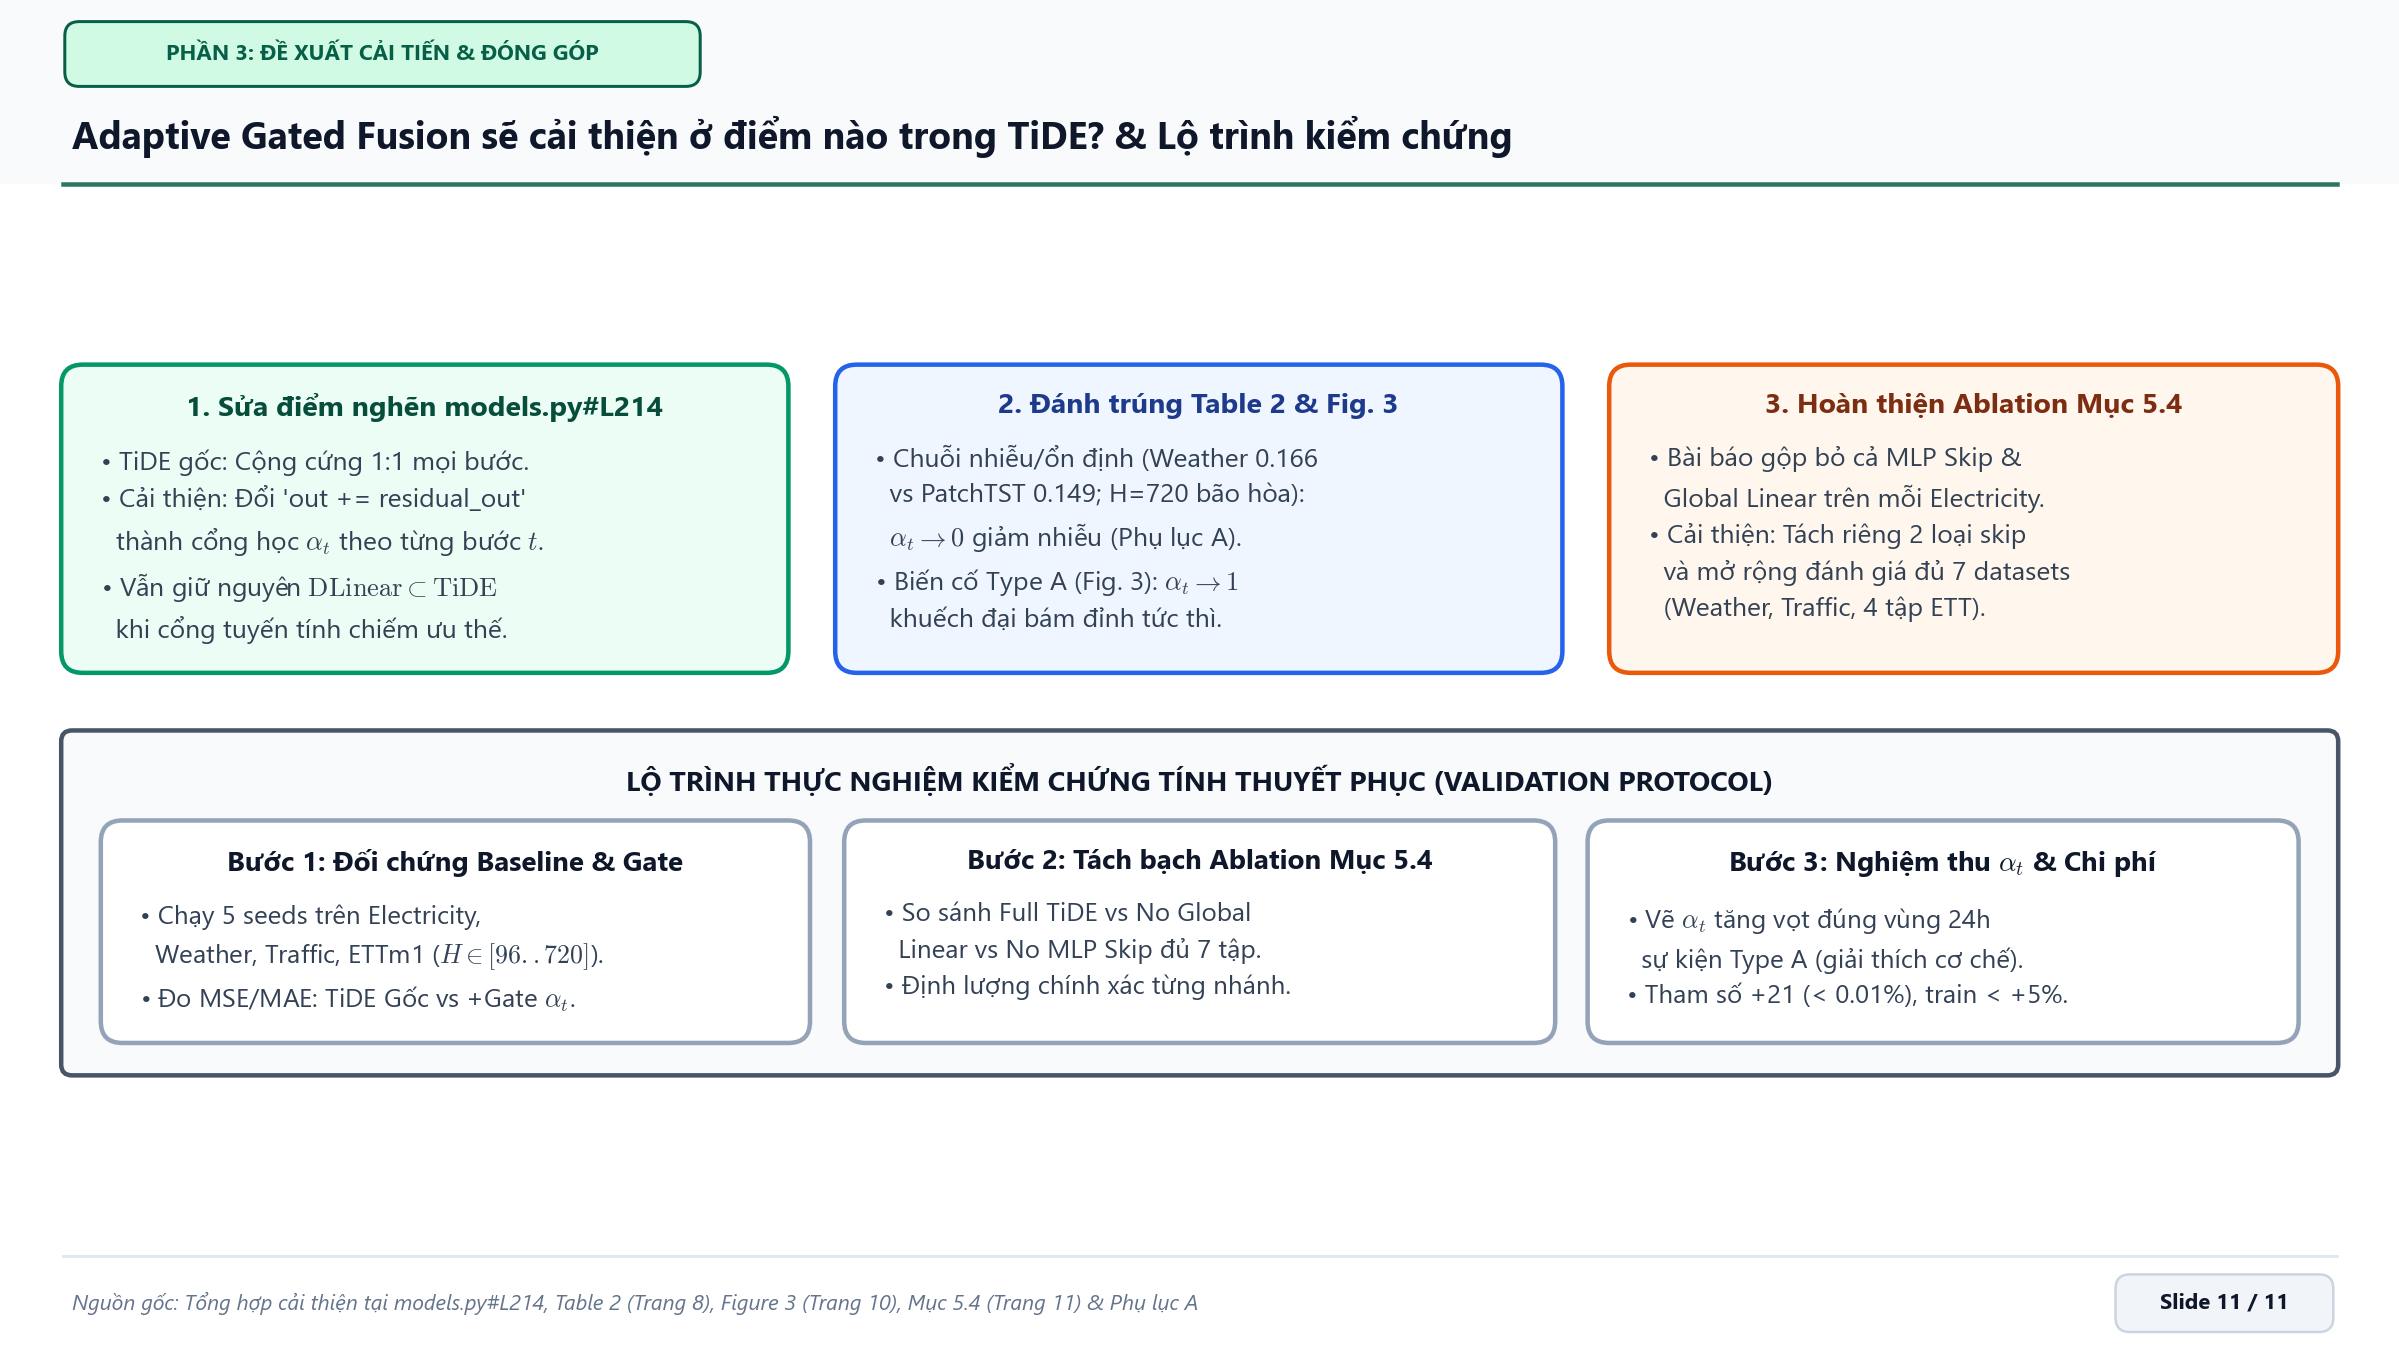 PHẦN 3: ĐỀ XUẤT CẢI TIẾN & ĐÓNG GÓP
Adaptive Gated Fusion sẽ cải thiện ở điểm nào trong TiDE? & Lộ trình kiểm chứng
1. Sửa điểm nghẽn models.py#L214
• TiDE gốc: Cộng cứng 1:1 mọi bước.
• Cải thiện: Đổi 'out += residual_out'
thành cổng học α_t theo từng bước t.
• Vẫn giữ nguyên DLinear ⊂ TiDE
khi cổng tuyến tính chiếm ưu thế.
2. Đánh trúng Table 2 & Fig. 3
• Chuỗi nhiễu/ổn định (Weather 0.166
vs PatchTST 0.149; H=720 bão hòa):
α_t → 0 giảm nhiễu (Phụ lục A).
• Biến cố Type A (Fig. 3): α_t → 1
khuếch đại bám đỉnh tức thì.
3. Hoàn thiện Ablation Mục 5.4
• Bài báo gộp bỏ cả MLP Skip &
Global Linear trên mỗi Electricity.
• Cải thiện: Tách riêng 2 loại skip
và mở rộng đánh giá đủ 7 datasets
(Weather, Traffic, 4 tập ETT).
LỘ TRÌNH THỰC NGHIỆM KIỂM CHỨNG TÍNH THUYẾT PHỤC (VALIDATION PROTOCOL)
Bước 1: Đối chứng Baseline & Gate
• Chạy 5 seeds trên Electricity,
Weather, Traffic, ETTm1 (H ∈ [96..720]).
• Đo MSE/MAE: TiDE Gốc vs +Gate α_t.
Bước 2: Tách bạch Ablation Mục 5.4
• So sánh Full TiDE vs No Global
Linear vs No MLP Skip đủ 7 tập.
• Định lượng chính xác từng nhánh.
Bước 3: Nghiệm thu α_t & Chi phí
• Vẽ α_t tăng vọt đúng vùng 24h
sự kiện Type A (giải thích cơ chế).
• Tham số +21 (< 0.01%), train < +5%.
Nguồn gốc: Tổng hợp cải thiện tại models.py#L214, Table 2 (Trang 8), Figure 3 (Trang 10), Mục 5.4 (Trang 11) & Phụ lục A
Slide 11 / 11